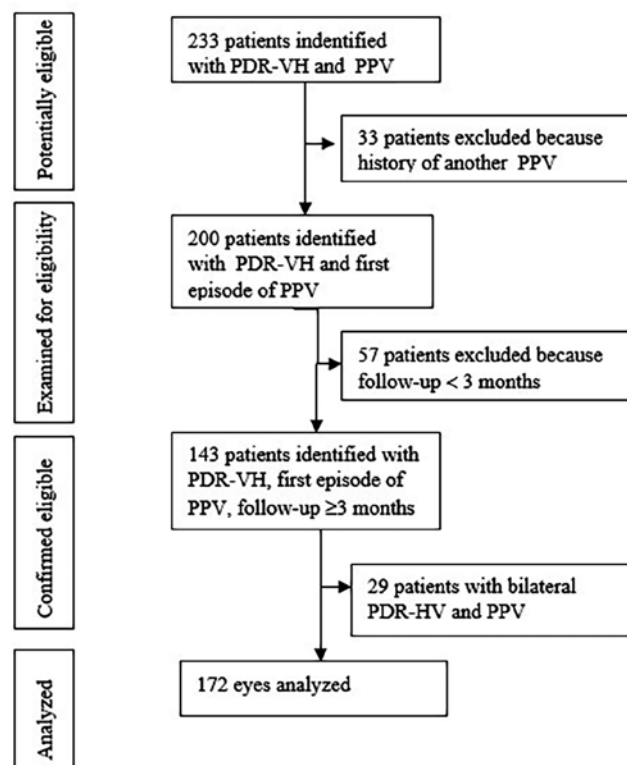 Potentially eligible
233 patients indentified
with PDR-VH and PPV
33 patients excluded because
history of another PPV
Examined for eligibility
200 patients identified
with PDR-VH and first
episode of PPV
57 patients excluded because
follow-up < 3 months
Confirmed eligible
143 patients identified with
PDR-VH, first episode of
PPV, follow-up ≥3 months
29 patients with bilateral
PDR-HV and PPV
Analyzed
172 eyes analyzed